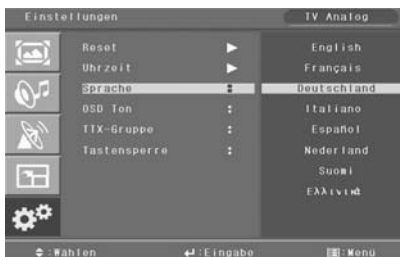 Einstellungen TV Analog
Reset English
Uhrzeit Français
Sprache : Deutschland
OSD Ton : Italiano
TTX-Gruppe : Español
Tastensperre : Nederland
Suomi
Ελληνικά
:Wählen :Eingabe :Menü